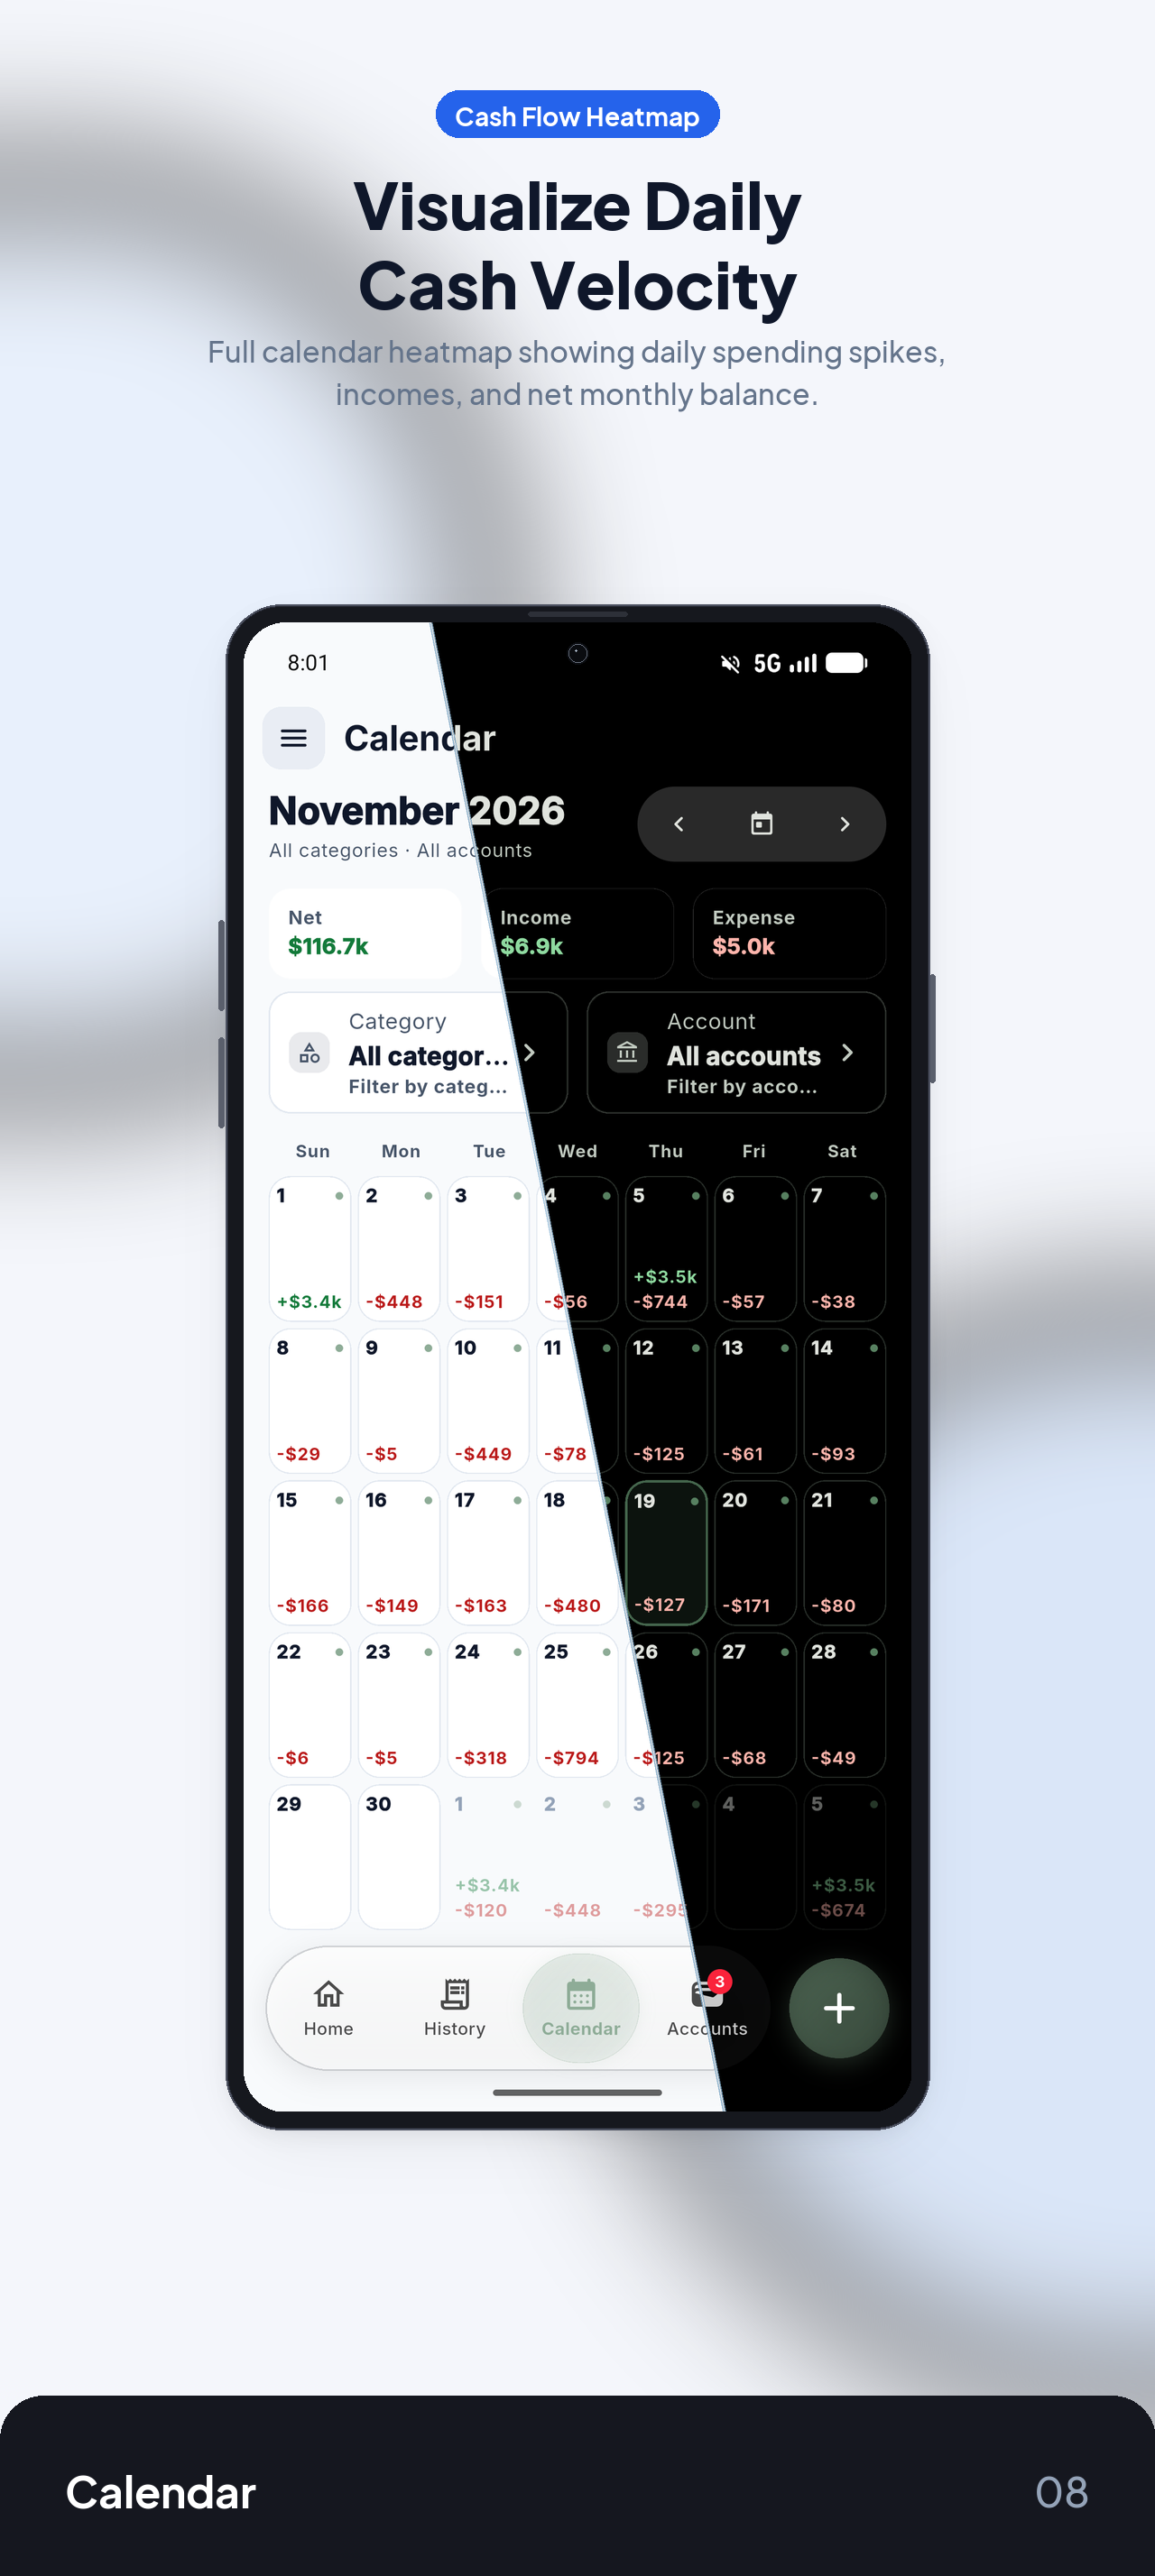 Cash Flow Heatmap
Visualize Daily
Cash Velocity
Full calendar heatmap showing daily spending spikes,
incomes, and net monthly balance.
8:01
5G
Calendar
November 2026
All categories · All accounts
Net
$116.7k
Income
$6.9k
Expense
$5.0k
Category
All categor...
Filter by categ...
Account
All accounts
Filter by acco...
Sun Mon Tue Wed Thu Fri Sat
1 2 3 4 5 6 7
+$3.5k
+$3.4k -$448 -$151 -$56 -$744 -$57 -$38
8 9 10 11 12 13 14
-$29 -$5 -$449 -$78 -$125 -$61 -$93
15 16 17 18 19 20 21
-$166 -$149 -$163 -$480 -$127 -$171 -$80
22 23 24 25 26 27 28
-$6 -$5 -$318 -$794 -$125 -$68 -$49
29 30 1 2 3 4 5
+$3.4k +$3.5k
-$120 -$448 -$295 -$674
3
Home History Calendar Accounts
Calendar
08